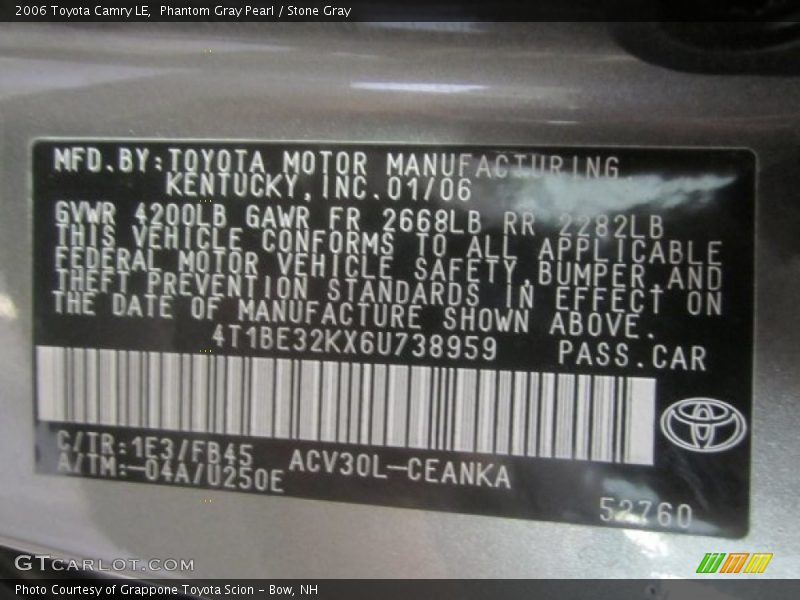 2006 Toyota Camry LE,  Phantom Gray Pearl / Stone Gray
MFD.BY:TOYOTA MOTOR MANUFACTURING
KENTUCKY,INC.01/06
GVWR 4200LB GAWR FR 2668LB RR 2282LB
THIS VEHICLE CONFORMS TO ALL APPLICABLE
FEDERAL MOTOR VEHICLE SAFETY,BUMPER,AND
THEFT PREVENTION STANDARDS IN EFFECT ON
THE DATE OF MANUFACTURE SHOWN ABOVE.
4T1BE32KX6U738959 PASS.CAR
C/TR:1E3/FB45
A/TM:-04A/U250E ACV30L-CEANKA
52760
GTCARLOT.COM
Photo Courtesy of Grappone Toyota Scion - Bow, NH